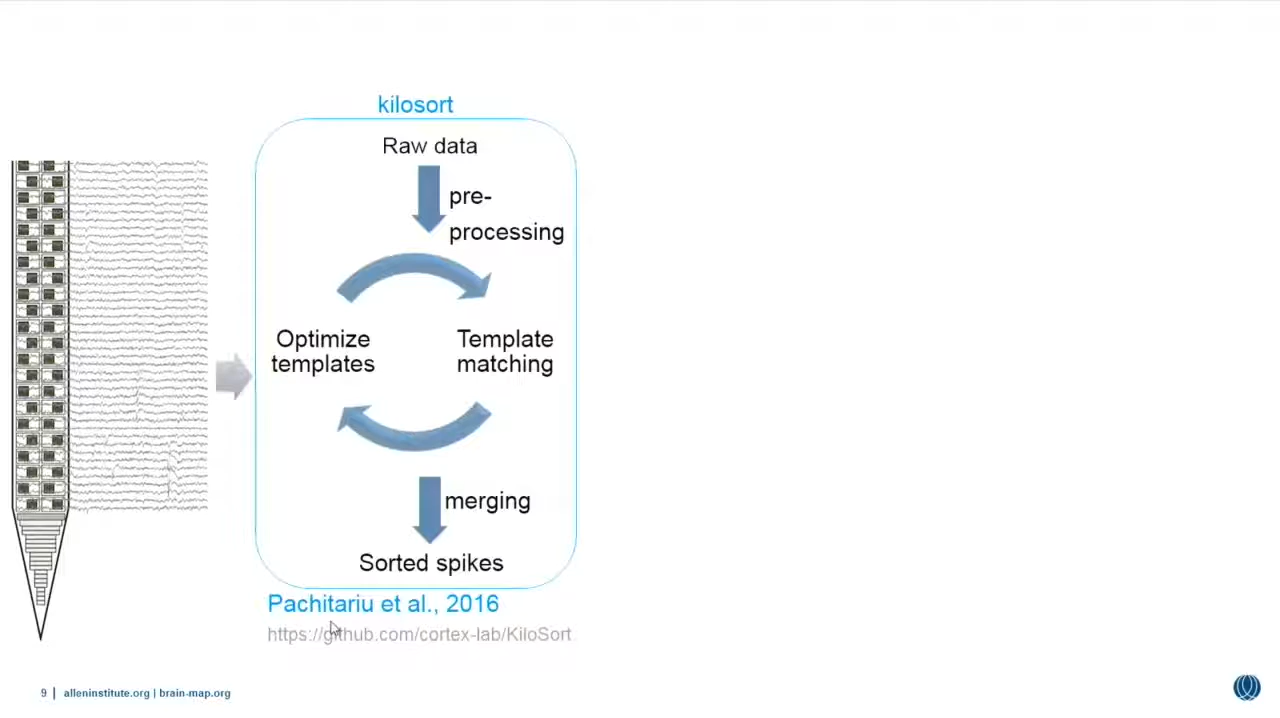 kilosort
Raw data
pre-
processing
Optimize
templates
Template
matching
merging
Sorted spikes
Pachitariu et al., 2016
https://github.com/cortex-lab/KiloSort
9 | alleninstitute.org | brain-map.org